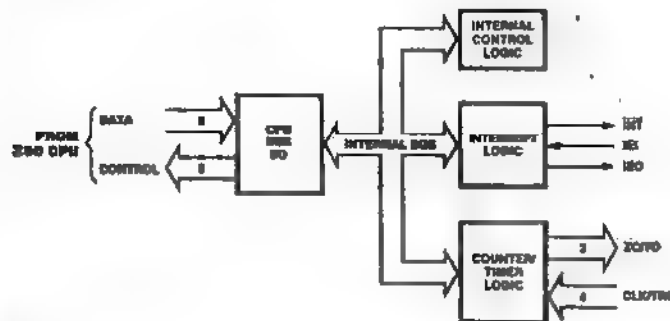 INTERNAL
CONTROL
LOGIC
DATA
8
FROM
Z80 CPU
CONTROL
CPU
BUS
I/O
INTERNAL BUS
INTERRUPT
LOGIC
INT
IEI
IEO
COUNTER/
TIMER
LOGIC
3
ZC/TO
4
CLK/TRG